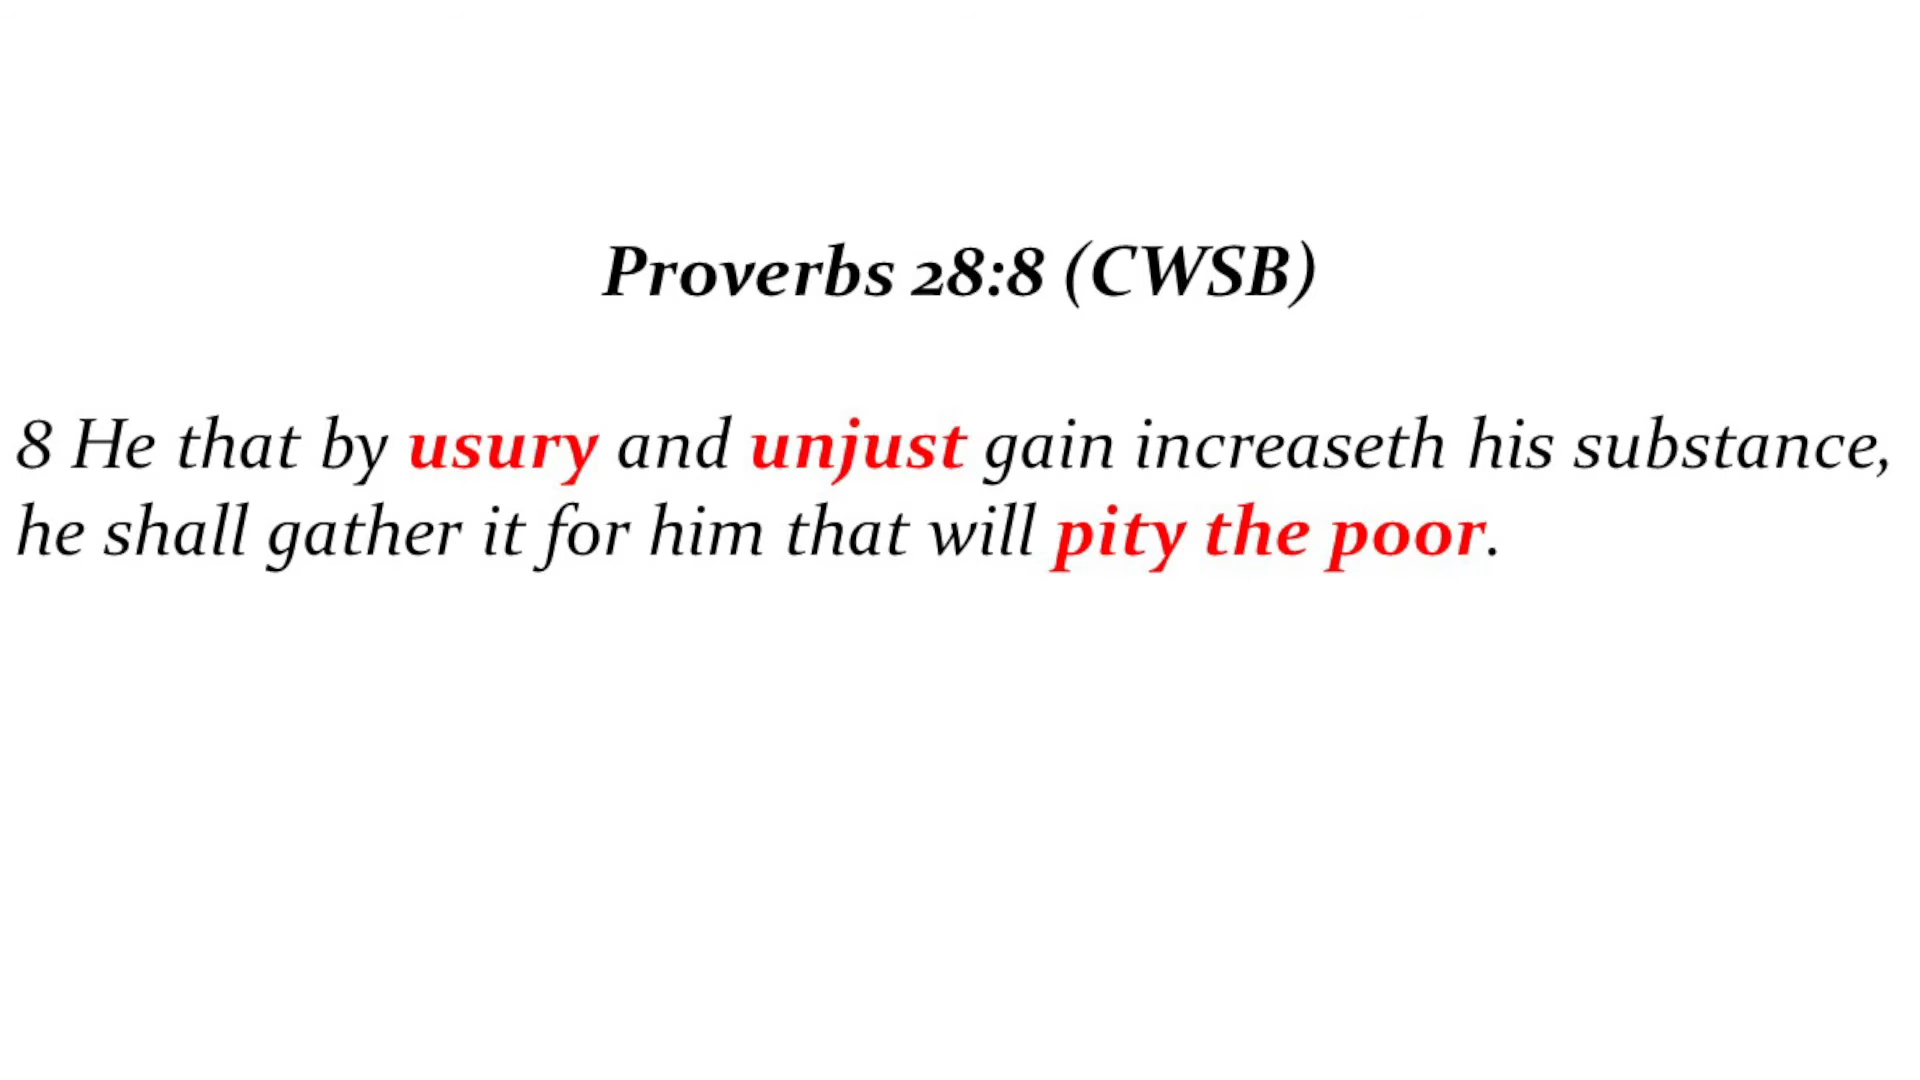 Proverbs 28:8 (CWSB)
8 He that by usury and unjust gain increaseth his substance,
he shall gather it for him that will pity the poor.